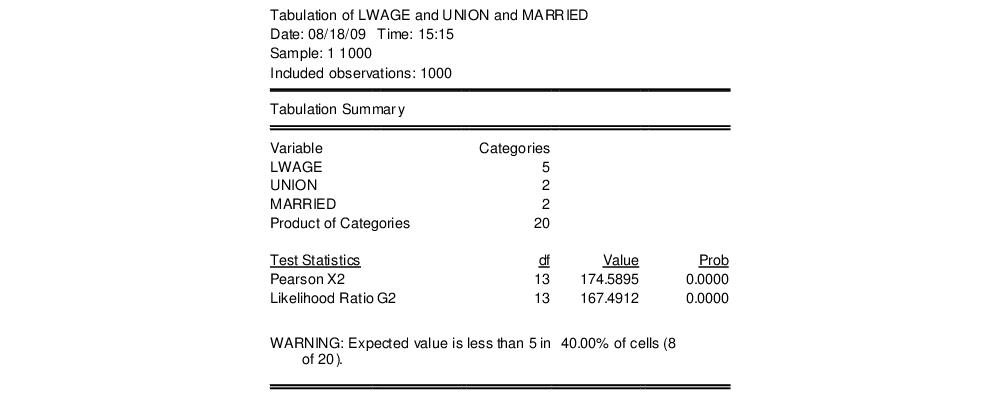 Tabulation of LWAGE and UNION and MARRIED
Date: 08/18/09 Time: 15:15
Sample: 1 1000
Included observations: 1000
Tabulation Summary
Variable Categories
LWAGE 5
UNION 2
MARRIED 2
Product of Categories 20
Test Statistics df Value Prob
Pearson X2 13 174.5895 0.0000
Likelihood Ratio G2 13 167.4912 0.0000
WARNING: Expected value is less than 5 in 40.00% of cells (8
of 20).